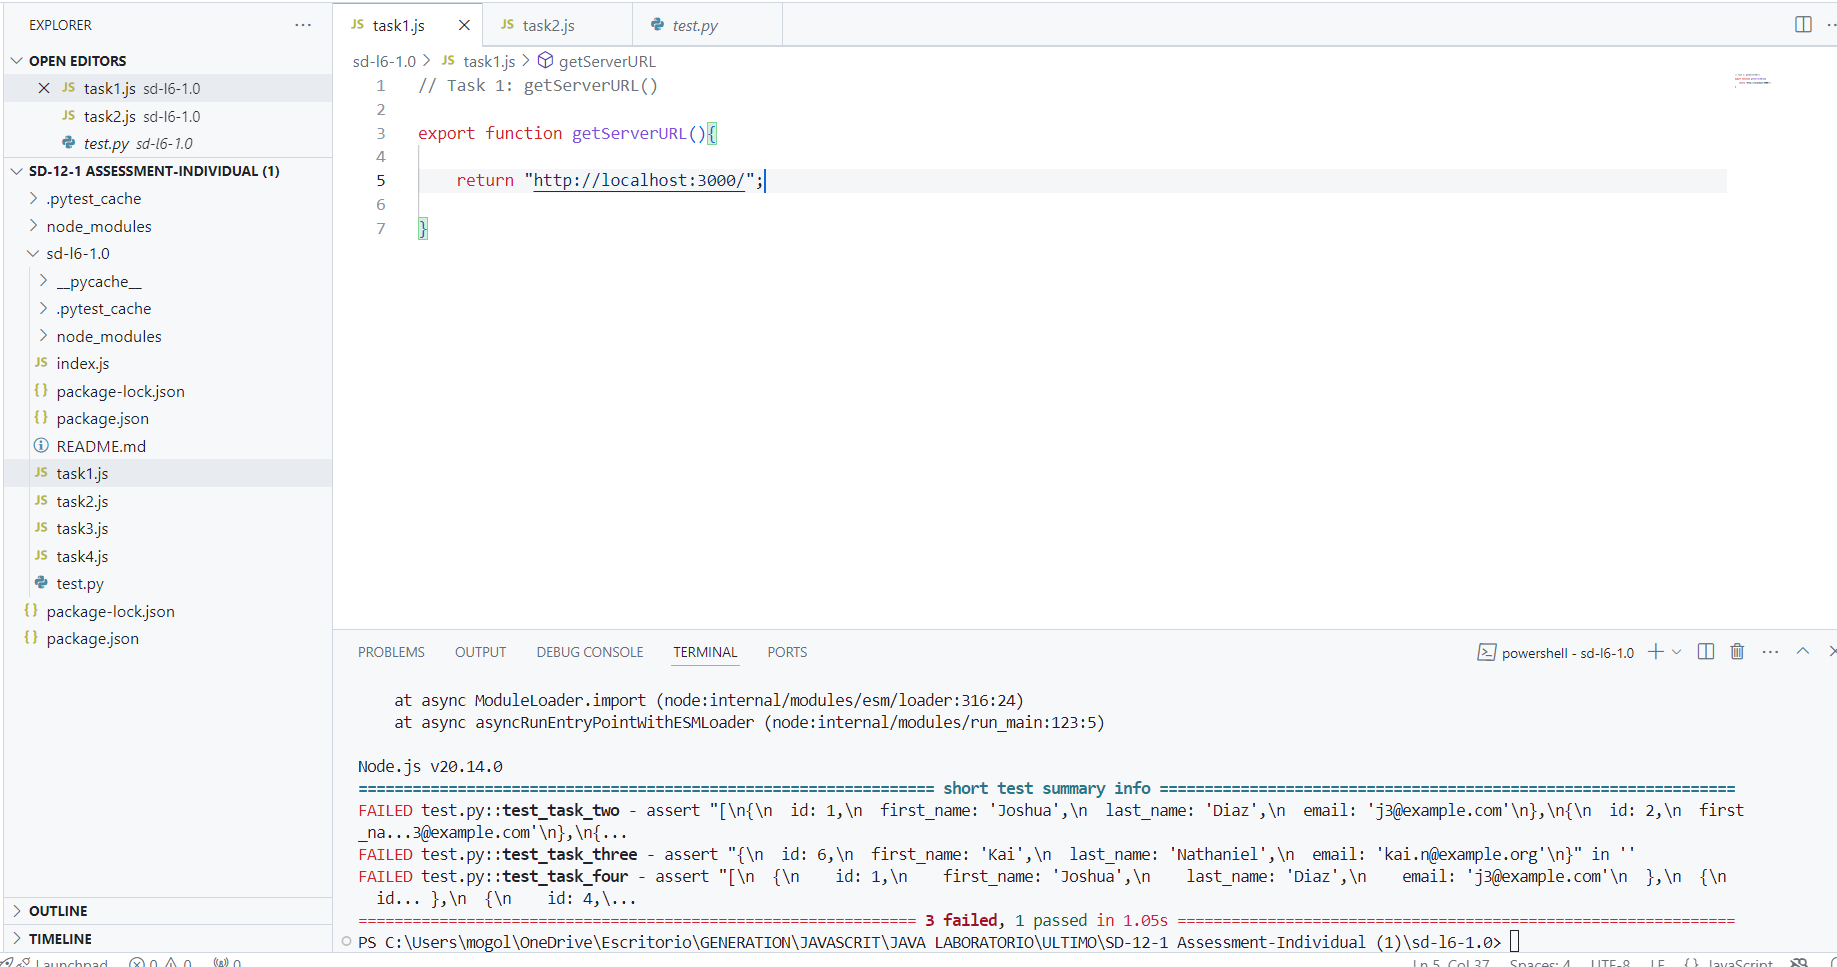 EXPLORER
OPEN EDITORS
task1.js sd-l6-1.0
task2.js sd-l6-1.0
test.py sd-l6-1.0
SD-12-1 ASSESSMENT-INDIVIDUAL (1)
.pytest_cache
node_modules
sd-l6-1.0
__pycache__
.pytest_cache
node_modules
index.js
package-lock.json
package.json
README.md
task1.js
task2.js
task3.js
task4.js
test.py
package-lock.json
package.json
OUTLINE
TIMELINE
task1.js task2.js test.py
sd-l6-1.0 > task1.js > getServerURL
1 // Task 1: getServerURL()
2
3 export function getServerURL(){
4
5 return "http://localhost:3000/";
6
7 }
PROBLEMS OUTPUT DEBUG CONSOLE TERMINAL PORTS
powershell - sd-l6-1.0
at async ModuleLoader.import (node:internal/modules/esm/loader:316:24)
at async asyncRunEntryPointWithESMLoader (node:internal/modules/run_main:123:5)
Node.js v20.14.0
short test summary info
FAILED test.py::test_task_two - assert "[\n{\n  id: 1,\n  first_name: 'Joshua',\n  last_name: 'Diaz',\n  email: 'j3@example.com'\n},\n{\n  id: 2,\n  first
_na...3@example.com'\n},\n{...
FAILED test.py::test_task_three - assert "{\n  id: 6,\n  first_name: 'Kai',\n  last_name: 'Nathaniel',\n  email: 'kai.n@example.org'\n}" in ''
FAILED test.py::test_task_four - assert "[\n  {\n    id: 1,\n    first_name: 'Joshua',\n    last_name: 'Diaz',\n    email: 'j3@example.com'\n  },\n  {\n
id... },\n  {\n    id: 4,\...
3 failed, 1 passed in 1.05s
PS C:\Users\mogol\OneDrive\Escritorio\GENERATION\JAVASCRIT\JAVA LABORATORIO\ULTIMO\SD-12-1 Assessment-Individual (1)\sd-l6-1.0>
Launchpad 0 0 0 Ln 5, Col 37 Spaces: 4 UTF-8 LF {} JavaScript